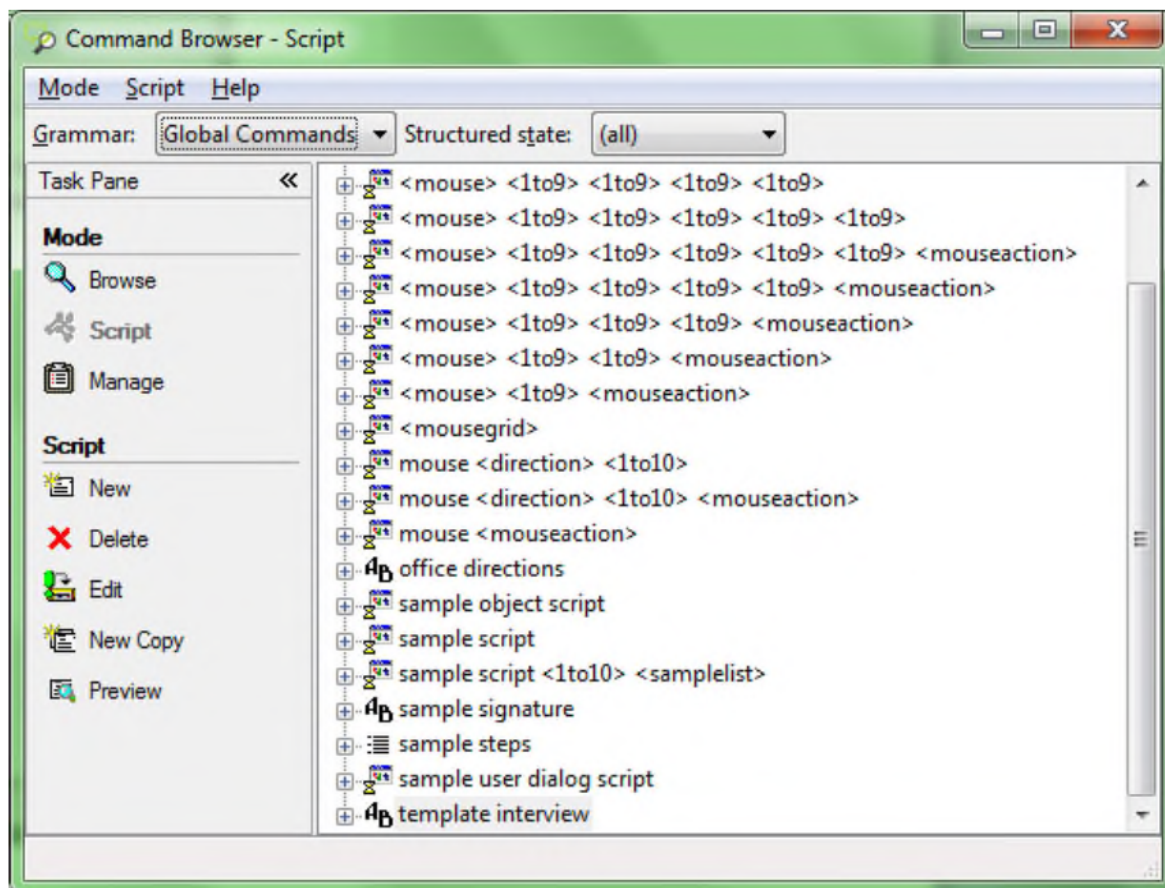 Command Browser - Script
Mode Script Help
Grammar: Global Commands Structured state: (all)
Task Pane «
Mode
Browse
Script
Manage
Script
New
Delete
Edit
New Copy
Preview
<mouse> <1to9> <1to9> <1to9> <1to9>
<mouse> <1to9> <1to9> <1to9> <1to9> <1to9>
<mouse> <1to9> <1to9> <1to9> <1to9> <1to9> <mouseaction>
<mouse> <1to9> <1to9> <1to9> <1to9> <mouseaction>
<mouse> <1to9> <1to9> <1to9> <mouseaction>
<mouse> <1to9> <1to9> <mouseaction>
<mouse> <1to9> <mouseaction>
<mousegrid>
mouse <direction> <1to10>
mouse <direction> <1to10> <mouseaction>
mouse <mouseaction>
office directions
sample object script
sample script
sample script <1to10> <samplelist>
sample signature
sample steps
sample user dialog script
template interview